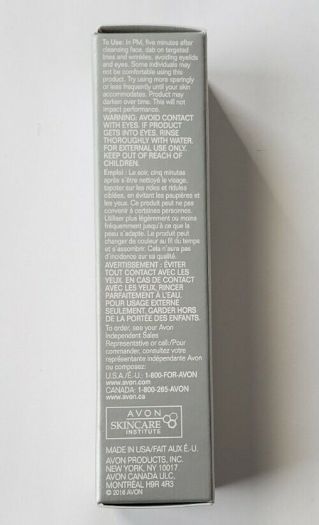 To Use: In PM, five minutes after
cleansing face, dab on targeted
lines and wrinkles, avoiding eyelids
and eyes. Some individuals may
not be comfortable using this
product. Try using more sparingly
or less frequently until your skin
accommodates. Product may
darken over time. This will not
impact performance.
WARNING: AVOID CONTACT
WITH EYES. IF PRODUCT
GETS INTO EYES, RINSE
THOROUGHLY WITH WATER.
FOR EXTERNAL USE ONLY.
KEEP OUT OF REACH OF
CHILDREN.
Emploi : Le soir, cinq minutes
après s'être nettoyé le visage,
tapoter sur les rides et ridules
ciblées, en évitant les paupières et
les yeux. Ce produit peut ne pas
convenir à certaines personnes.
Utiliser plus légèrement ou moins
fréquemment jusqu'à ce que la
peau s'adapte. Le produit peut
changer de couleur au fil du temps
et s'assombrir. Cela n'aura pas
d'incidence sur sa qualité.
AVERTISSEMENT : ÉVITER
TOUT CONTACT AVEC LES
YEUX. EN CAS DE CONTACT
AVEC LES YEUX, RINCER
PARFAITEMENT À L'EAU.
POUR USAGE EXTERNE
SEULEMENT. GARDER HORS
DE LA PORTÉE DES ENFANTS.
To order, see your Avon
Independent Sales
Representative or call:/Pour
commander, consultez votre
représentante indépendante Avon
ou composez:
U.S.A./É-U.: 1-800-FOR-AVON
www.avon.com
CANADA: 1-800-265-AVON
www.avon.ca
AVON
SKINCARE
INSTITUTE
MADE IN USA/FAIT AUX É.-U.
AVON PRODUCTS, INC.
NEW YORK, NY 10017
AVON CANADA ULC,
MONTRÉAL H9R 4R3
© 2016 AVON